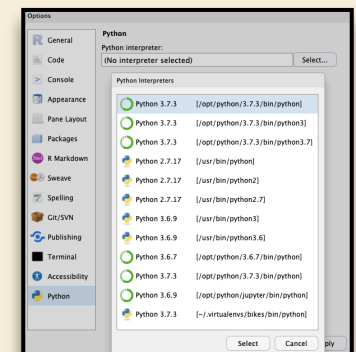 Options
General
Code
Console
Appearance
Pane Layout
Packages
R Markdown
Sweave
Spelling
Git/SVN
Publishing
Terminal
Accessibility
Python
Python
Python interpreter:
(No interpreter selected)
Select...
Python Interpreters
Python 3.7.3 [/opt/python/3.7.3/bin/python]
Python 3.7.3 [/opt/python/3.7.3/bin/python3]
Python 3.7.3 [/opt/python/3.7.3/bin/python3.7]
Python 2.7.17 [/usr/bin/python]
Python 2.7.17 [/usr/bin/python2]
Python 2.7.17 [/usr/bin/python2.7]
Python 3.6.9 [/usr/bin/python3]
Python 3.6.9 [/usr/bin/python3.6]
Python 3.6.7 [/opt/python/3.6.7/bin/python]
Python 3.7.3 [/opt/python/3.7.3/bin/python]
Python 3.6.9 [/opt/python/jupyter/bin/python]
Python 3.7.3 [~/.virtualenvs/bikes/bin/python]
Select
Cancel
ply